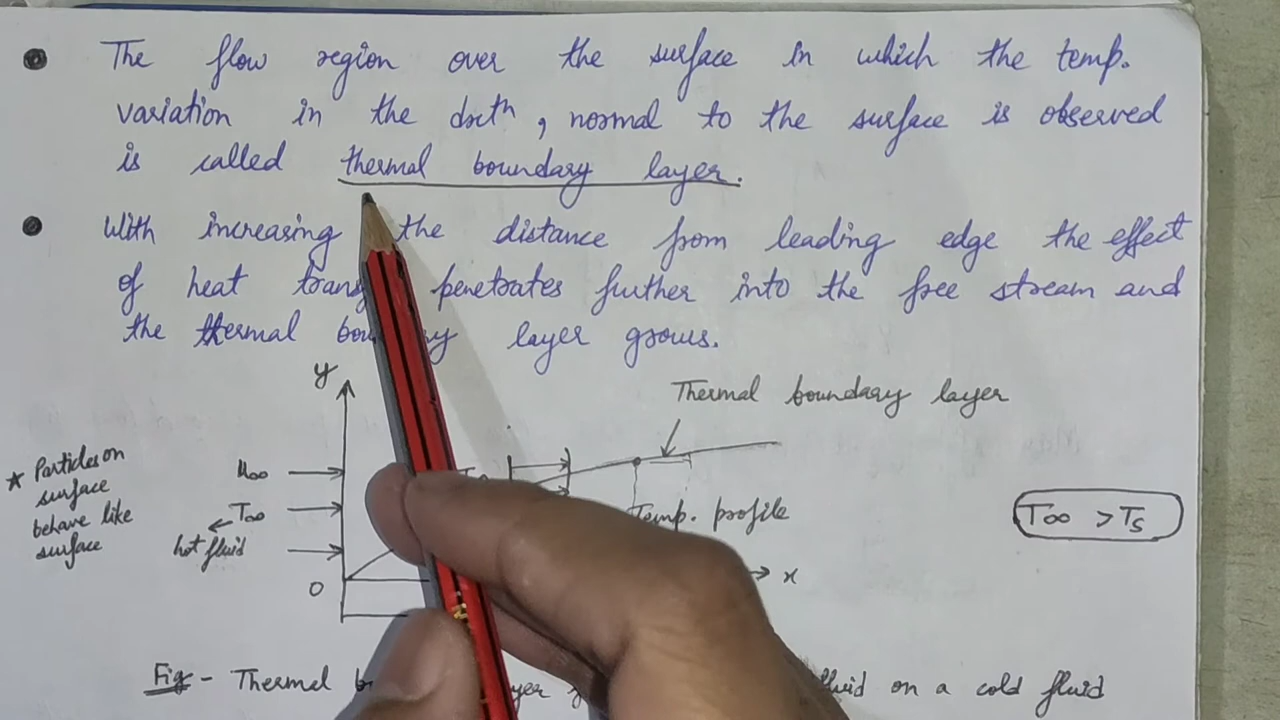 The flow region over the surface in which the temp.
variation in the drctn, normal to the surface is observed
is called thermal boundary layer.
With increasing the distance from leading edge the effect
of heat penetrates further into the free stream and
the thermal layer grows.
y
Thermal boundary layer
* Particles on
surface
behave like
surface
U∞
T∞
hot fluid
Temp. profile
T∞ > Ts
O
x
Fig - Thermal fluid on a cold fluid